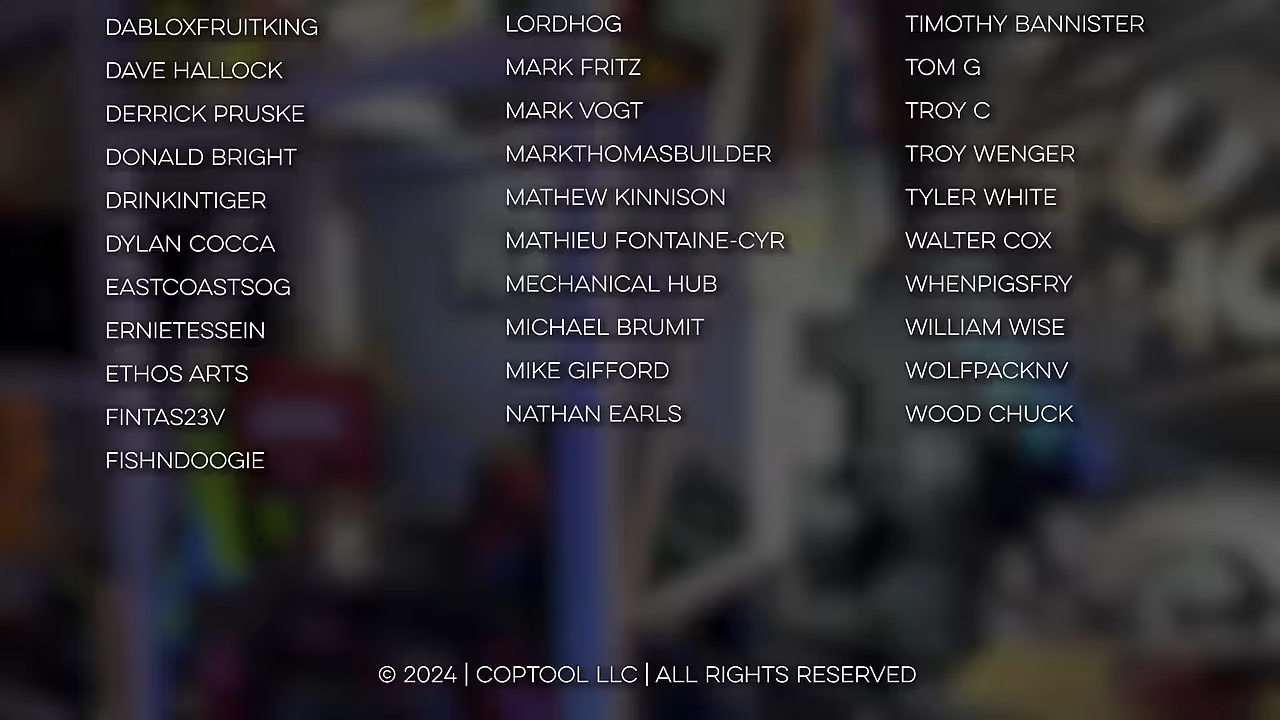 DABLOXFRUITKING
DAVE HALLOCK
DERRICK PRUSKE
DONALD BRIGHT
DRINKINTIGER
DYLAN COCCA
EASTCOASTSOG
ERNIETESSEIN
ETHOS ARTS
FINTAS23V
FISHNDOOGIE
LORDHOG
MARK FRITZ
MARK VOGT
MARKTHOMASBUILDER
MATHEW KINNISON
MATHIEU FONTAINE-CYR
MECHANICAL HUB
MICHAEL BRUMIT
MIKE GIFFORD
NATHAN EARLS
TIMOTHY BANNISTER
TOM G
TROY C
TROY WENGER
TYLER WHITE
WALTER COX
WHENPIGSFRY
WILLIAM WISE
WOLFPACKNV
WOOD CHUCK
© 2024 | COPTOOL LLC | ALL RIGHTS RESERVED